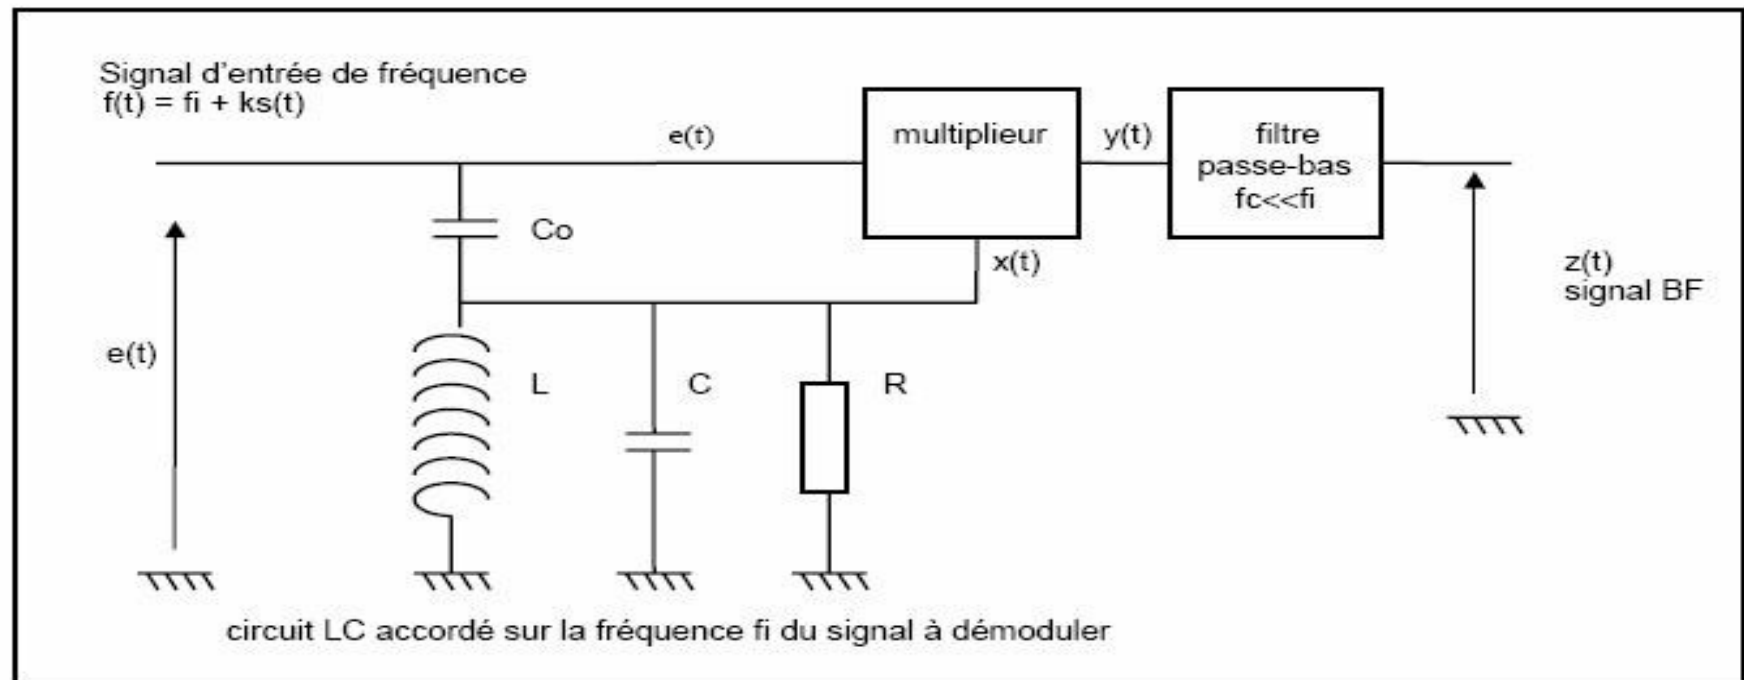 Signal d'entrée de fréquence
f(t) = fi + ks(t)
e(t)
multiplieur
y(t)
filtre
passe-bas
fc<<fi
Co
x(t)
z(t)
signal BF
e(t)
L
C
R
circuit LC accordé sur la fréquence fi du signal à démoduler